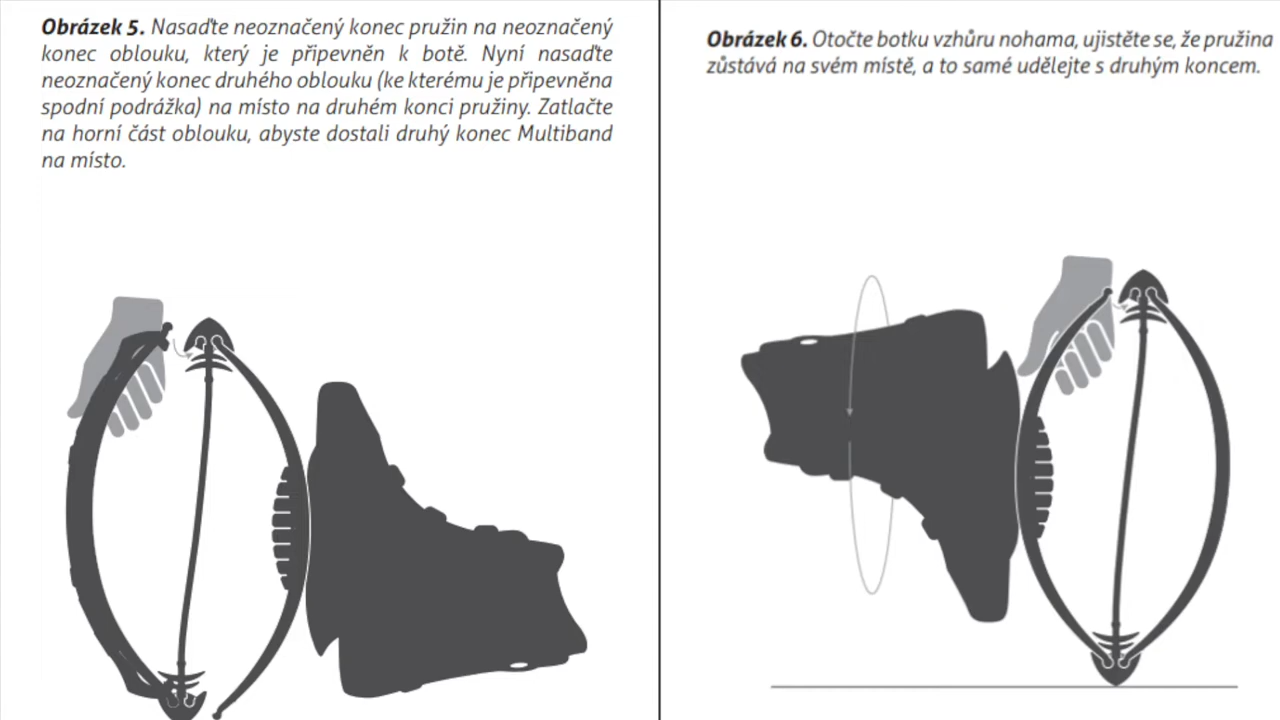 Obrázek 5. Nasaďte neoznačený konec pružin na neoznačený
konec oblouku, který je připevněn k botě. Nyní nasaďte
neoznačený konec druhého oblouku (ke kterému je připevněna
spodní podrážka) na místo na druhém konci pružiny. Zatlačte
na horní část oblouku, abyste dostali druhý konec Multiband
na místo.
Obrázek 6. Otočte botku vzhůru nohama, ujistěte se, že pružina
zůstává na svém místě, a to samé udělejte s druhým koncem.